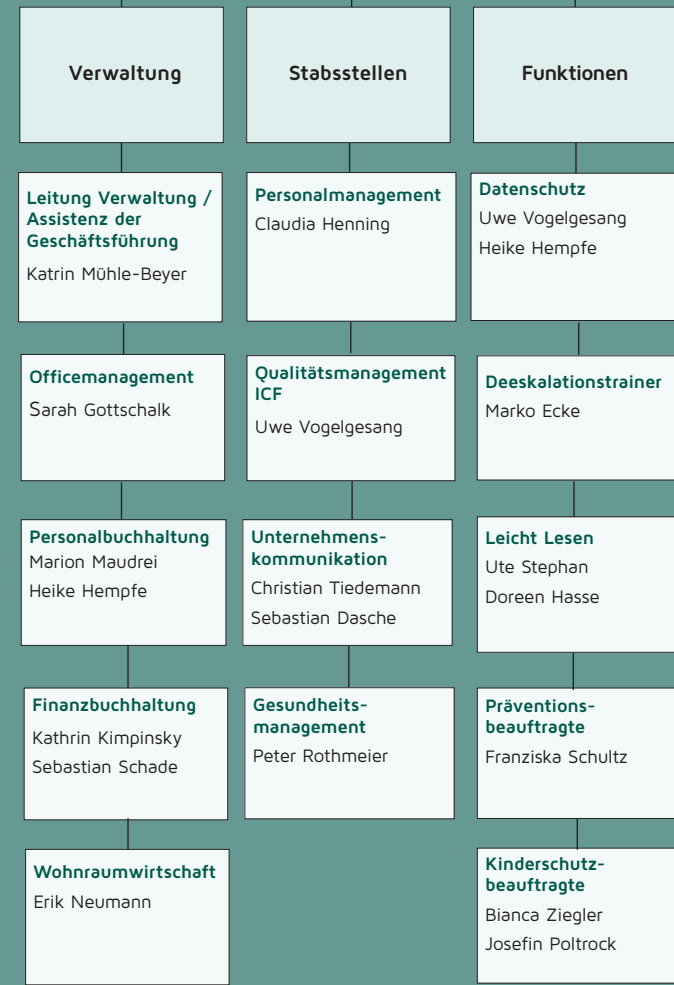 Verwaltung
Leitung Verwaltung /
Assistenz der
Geschäftsführung
Katrin Mühle-Beyer
Officemanagement
Sarah Gottschalk
Personalbuchhaltung
Marion Maudrei
Heike Hempfe
Finanzbuchhaltung
Kathrin Kimpinsky
Sebastian Schade
Wohnraumwirtschaft
Erik Neumann
Stabsstellen
Personalmanagement
Claudia Henning
Qualitätsmanagement
ICF
Uwe Vogelgesang
Unternehmens-
kommunikation
Christian Tiedemann
Sebastian Dasche
Gesundheits-
management
Peter Rothmeier
Funktionen
Datenschutz
Uwe Vogelgesang
Heike Hempfe
Deeskalationstrainer
Marko Ecke
Leicht Lesen
Ute Stephan
Doreen Hasse
Präventions-
beauftragte
Franziska Schultz
Kinderschutz-
beauftragte
Bianca Ziegler
Josefin Poltrock